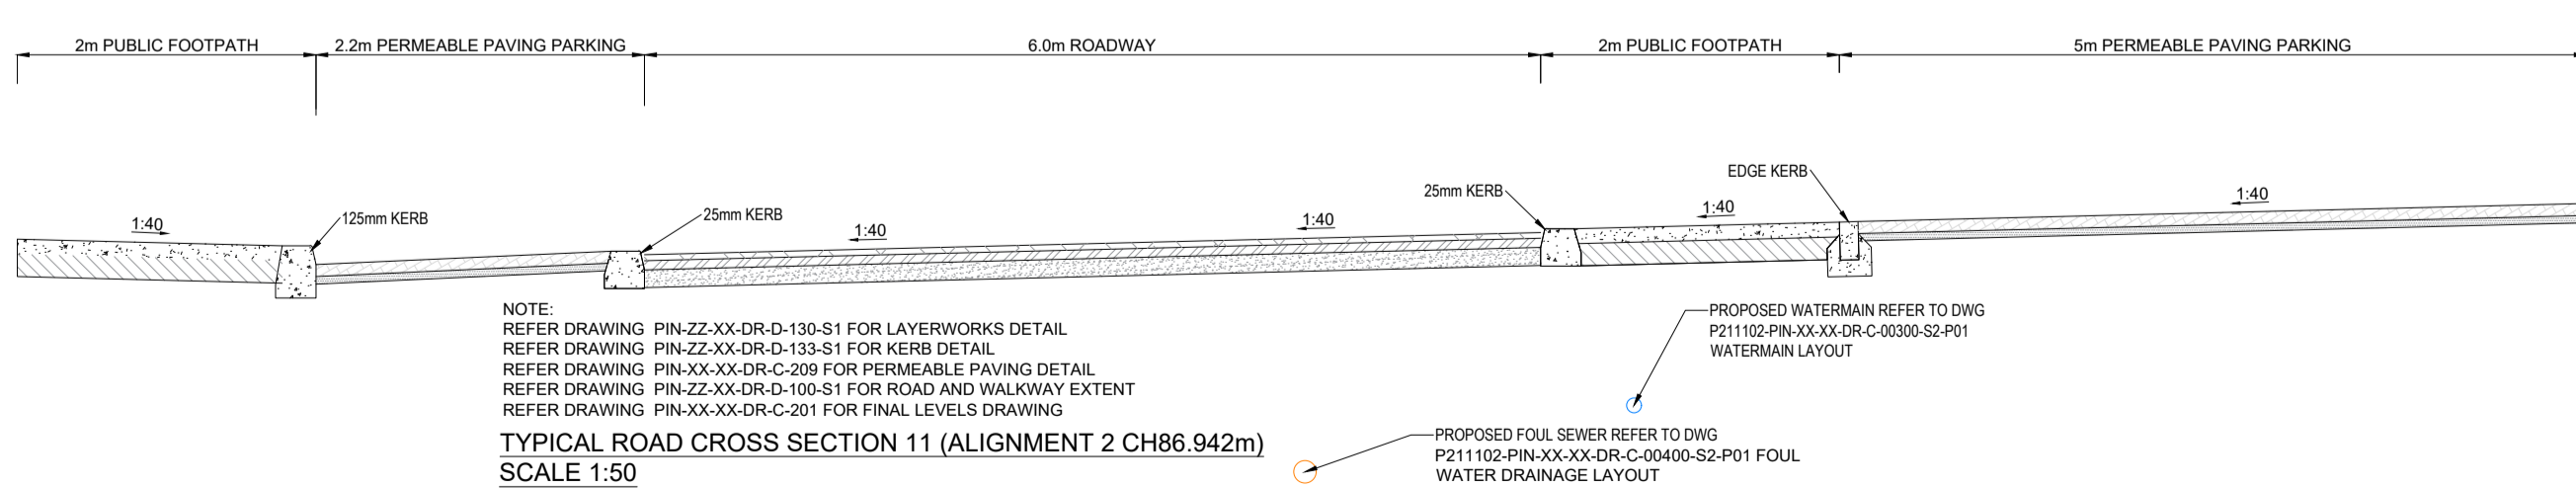 2m PUBLIC FOOTPATH
2.2m PERMEABLE PAVING PARKING
6.0m ROADWAY
2m PUBLIC FOOTPATH
5m PERMEABLE PAVING PARKING
1:40
125mm KERB
25mm KERB
1:40
1:40
25mm KERB
1:40
EDGE KERB
1:40
NOTE:
REFER DRAWING PIN-ZZ-XX-DR-D-130-S1 FOR LAYERWORKS DETAIL
REFER DRAWING PIN-ZZ-XX-DR-D-133-S1 FOR KERB DETAIL
REFER DRAWING PIN-XX-XX-DR-C-209 FOR PERMEABLE PAVING DETAIL
REFER DRAWING PIN-ZZ-XX-DR-D-100-S1 FOR ROAD AND WALKWAY EXTENT
REFER DRAWING PIN-XX-XX-DR-C-201 FOR FINAL LEVELS DRAWING
TYPICAL ROAD CROSS SECTION 11 (ALIGNMENT 2 CH86.942m)
SCALE 1:50
PROPOSED WATERMAIN REFER TO DWG
P211102-PIN-XX-XX-DR-C-00300-S2-P01
WATERMAIN LAYOUT
PROPOSED FOUL SEWER REFER TO DWG
P211102-PIN-XX-XX-DR-C-00400-S2-P01 FOUL
WATER DRAINAGE LAYOUT